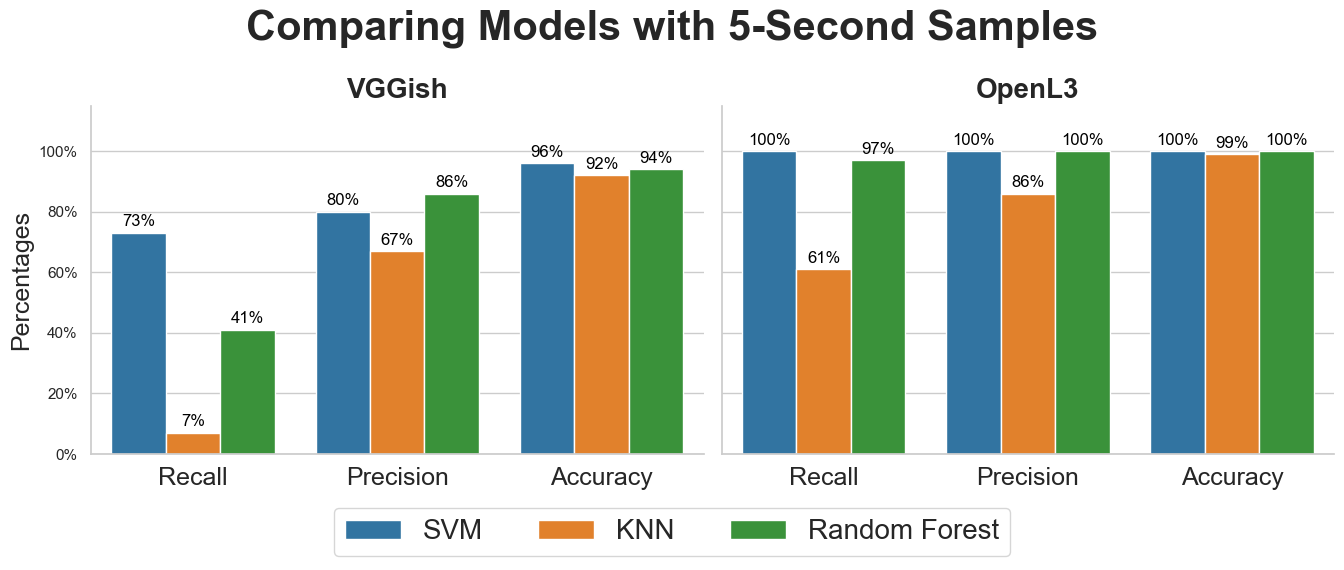 Comparing Models with 5-Second Samples
VGGish
OpenL3
Percentages
100%
80%
60%
40%
20%
0%
73%
7%
41%
80%
67%
86%
96%
92%
94%
100%
61%
97%
100%
86%
100%
100%
99%
100%
Recall
Precision
Accuracy
Recall
Precision
Accuracy
SVM
KNN
Random Forest